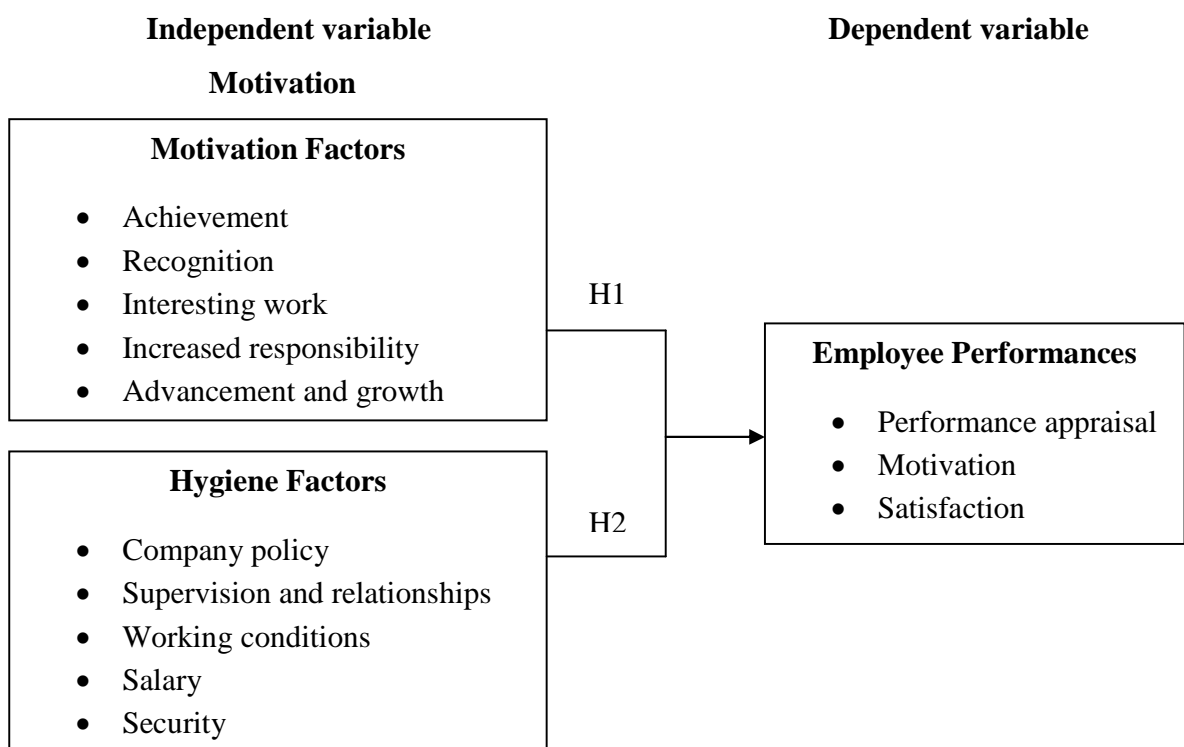 Independent variable
Dependent variable
Motivation
Motivation Factors
• Achievement
• Recognition
• Interesting work
• Increased responsibility
• Advancement and growth
H1
Hygiene Factors
• Company policy
• Supervision and relationships
• Working conditions
• Salary
• Security
H2
Employee Performances
• Performance appraisal
• Motivation
• Satisfaction